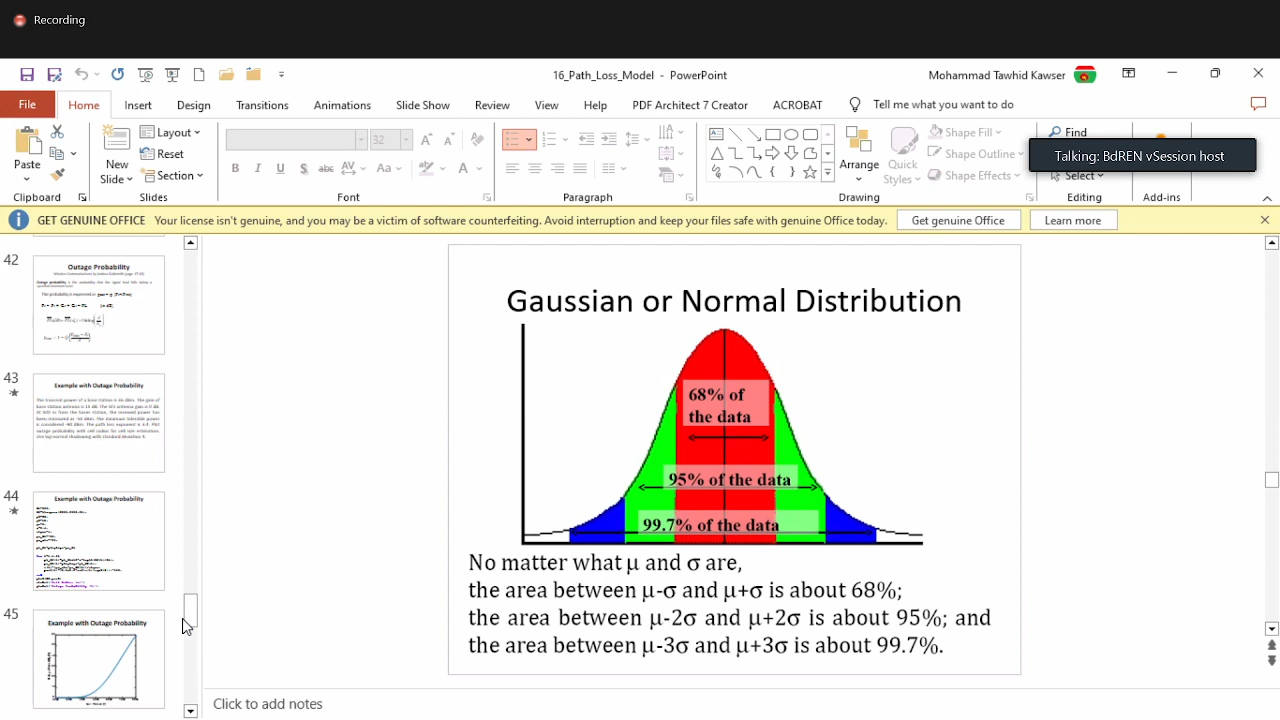 Recording
16_Path_Loss_Model - PowerPoint
Mohammad Tawhid Kawser
File Home Insert Design Transitions Animations Slide Show Review View Help PDF Architect 7 Creator ACROBAT Tell me what you want to do
Paste
New
Slide
Layout
Reset
Section
32
B I U S abc AV Aa A
Arrange
Quick
Styles
Shape Fill
Shape Outline
Shape Effects
Find
Select
Talking: BdREN vSession host
Clipboard Slides Font Paragraph Drawing Editing Add-ins
GET GENUINE OFFICE Your license isn't genuine, and you may be a victim of software counterfeiting. Avoid interruption and keep your files safe with genuine Office today. Get genuine Office Learn more
42
Outage Probability
43
Example with Outage Probability
44
Example with Outage Probability
45
Example with Outage Probability
Gaussian or Normal Distribution
68% of
the data
95% of the data
99.7% of the data
No matter what μ and σ are,
the area between μ-σ and μ+σ is about 68%;
the area between μ-2σ and μ+2σ is about 95%; and
the area between μ-3σ and μ+3σ is about 99.7%.
Click to add notes